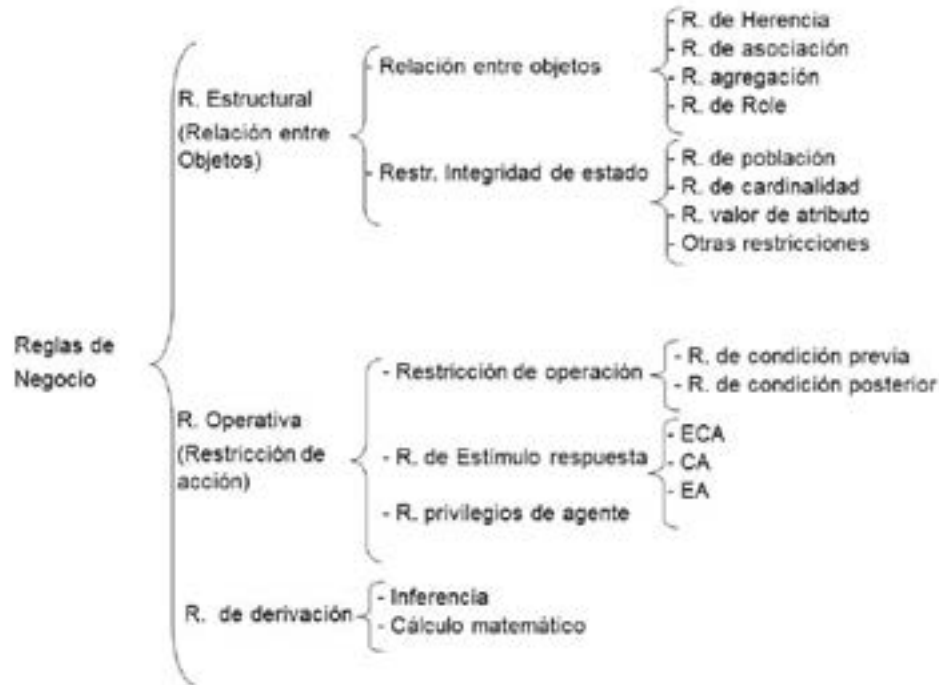 Reglas de
Negocio
R. Estructural
(Relación entre
Objetos)
- Relación entre objetos
- R. de Herencia
- R. de asociación
- R. agregación
- R. de Role
- Restr. Integridad de estado
- R. de población
- R. de cardinalidad
- R. valor de atributo
- Otras restricciones
R. Operativa
(Restricción de
acción)
- Restricción de operación
- R. de condición previa
- R. de condición posterior
- R. de Estímulo respuesta
- ECA
- CA
- EA
- R. privilegios de agente
R. de derivación
- Inferencia
- Cálculo matemático